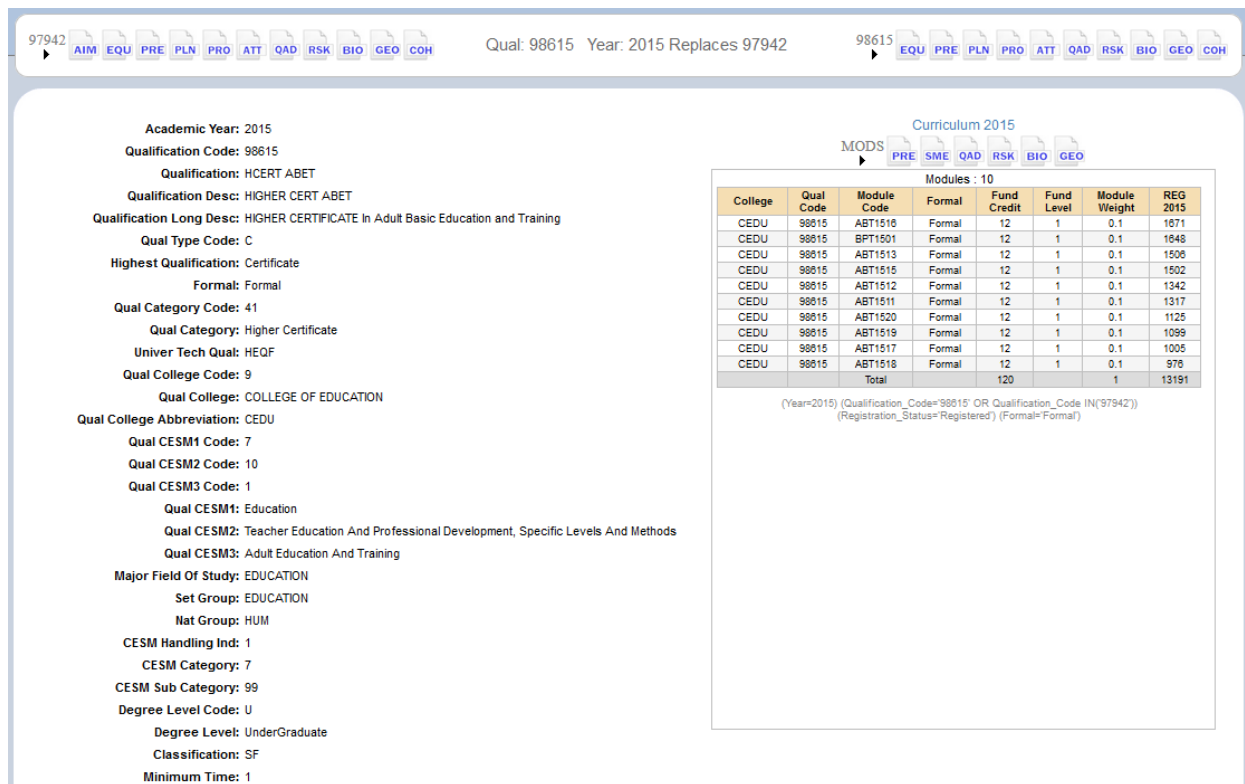 97942 AIM EQU PRE PLN PRO ATT QAD RSK BIO GEO COH
Qual: 98615 Year: 2015 Replaces 97942
98615 EQU PRE PLN PRO ATT QAD RSK BIO GEO COH
Academic Year: 2015
Qualification Code: 98615
Qualification: HCERT ABET
Qualification Desc: HIGHER CERT ABET
Qualification Long Desc: HIGHER CERTIFICATE In Adult Basic Education and Training
Qual Type Code: C
Highest Qualification: Certificate
Formal: Formal
Qual Category Code: 41
Qual Category: Higher Certificate
Univer Tech Qual: HEQF
Qual College Code: 9
Qual College: COLLEGE OF EDUCATION
Qual College Abbreviation: CEDU
Qual CESM1 Code: 7
Qual CESM2 Code: 10
Qual CESM3 Code: 1
Qual CESM1: Education
Qual CESM2: Teacher Education And Professional Development, Specific Levels And Methods
Qual CESM3: Adult Education And Training
Major Field Of Study: EDUCATION
Set Group: EDUCATION
Nat Group: HUM
CESM Handling Ind: 1
CESM Category: 7
CESM Sub Category: 99
Degree Level Code: U
Degree Level: UnderGraduate
Classification: SF
Minimum Time: 1
Curriculum 2015
MODS PRE SME QAD RSK BIO GEO
Modules : 10
College Qual Code Module Code Formal Fund Credit Fund Level Module Weight REG 2015
CEDU 98615 ABT1516 Formal 12 1 0.1 1671
CEDU 98615 BPT1501 Formal 12 1 0.1 1648
CEDU 98615 ABT1513 Formal 12 1 0.1 1506
CEDU 98615 ABT1515 Formal 12 1 0.1 1502
CEDU 98615 ABT1512 Formal 12 1 0.1 1342
CEDU 98615 ABT1511 Formal 12 1 0.1 1317
CEDU 98615 ABT1520 Formal 12 1 0.1 1125
CEDU 98615 ABT1519 Formal 12 1 0.1 1099
CEDU 98615 ABT1517 Formal 12 1 0.1 1005
CEDU 98615 ABT1518 Formal 12 1 0.1 976
Total 120 1 13191
(Year=2015) (Qualification_Code='98615' OR Qualification_Code IN('97942'))
(Registration_Status='Registered') (Formal='Formal')